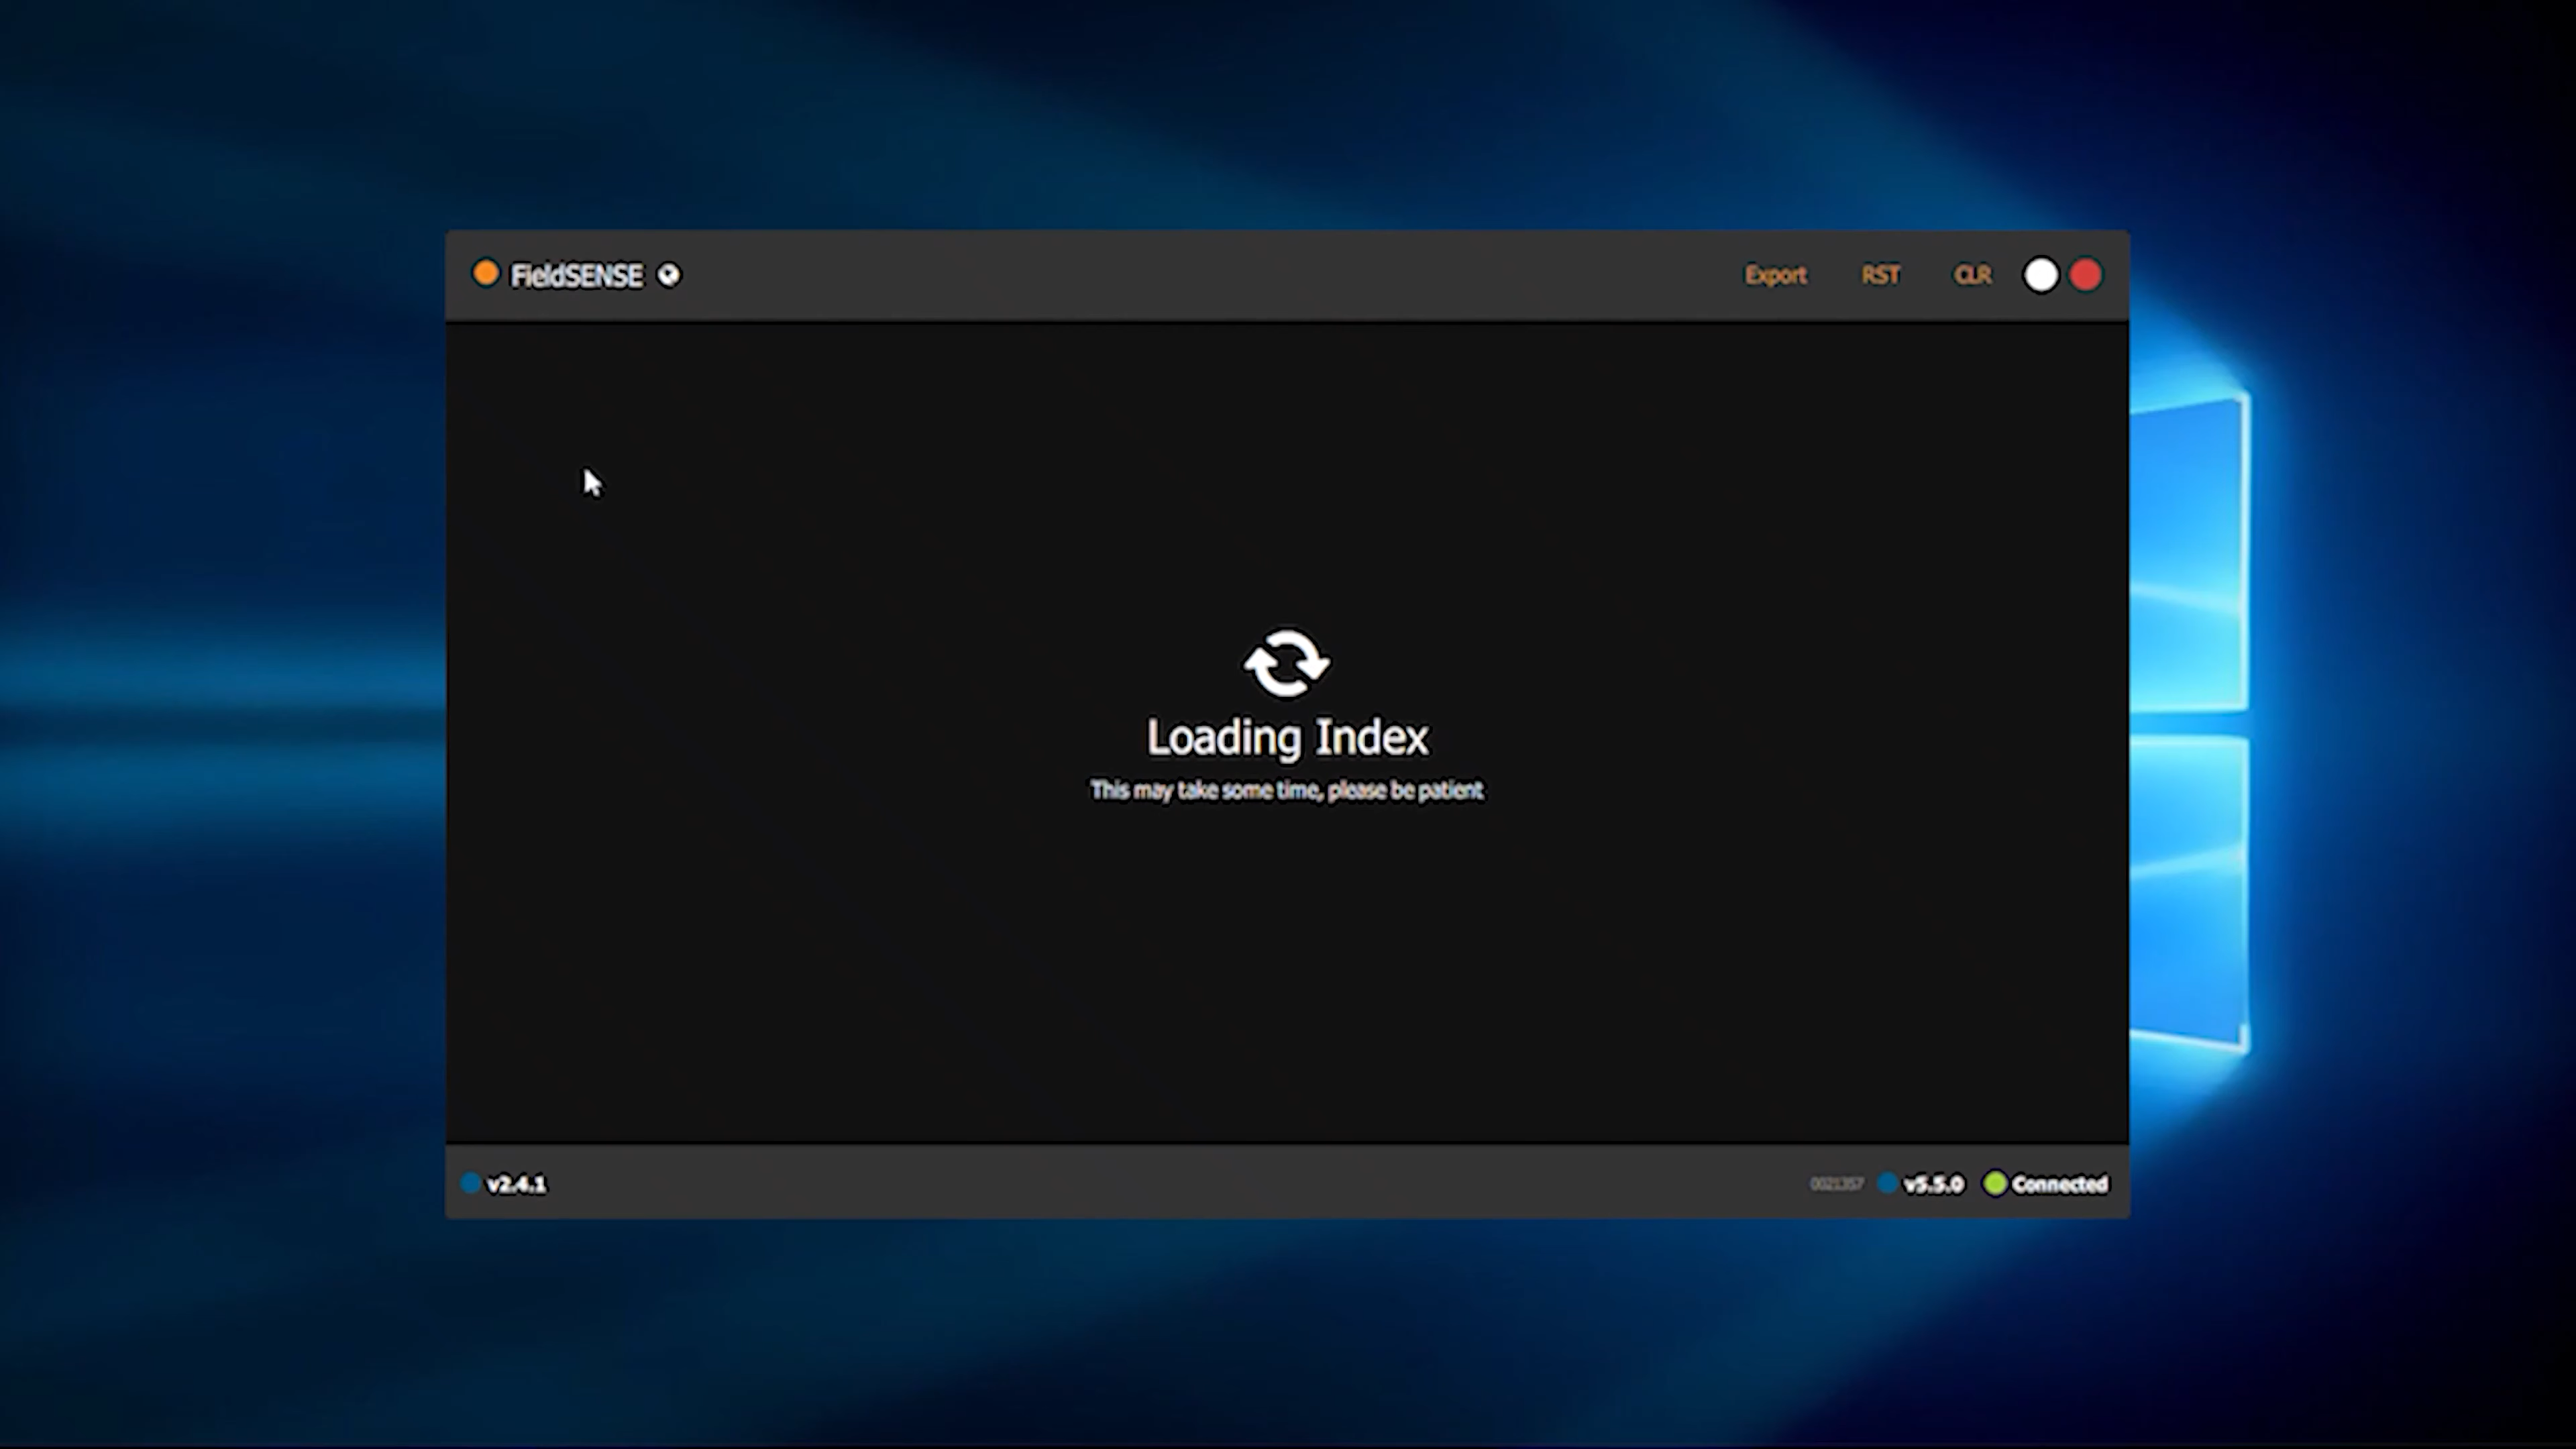 FieldSENSE
Export RST CLR
Loading Index
This may take some time, please be patient
v2.4.1
0021357 v5.5.0 Connected